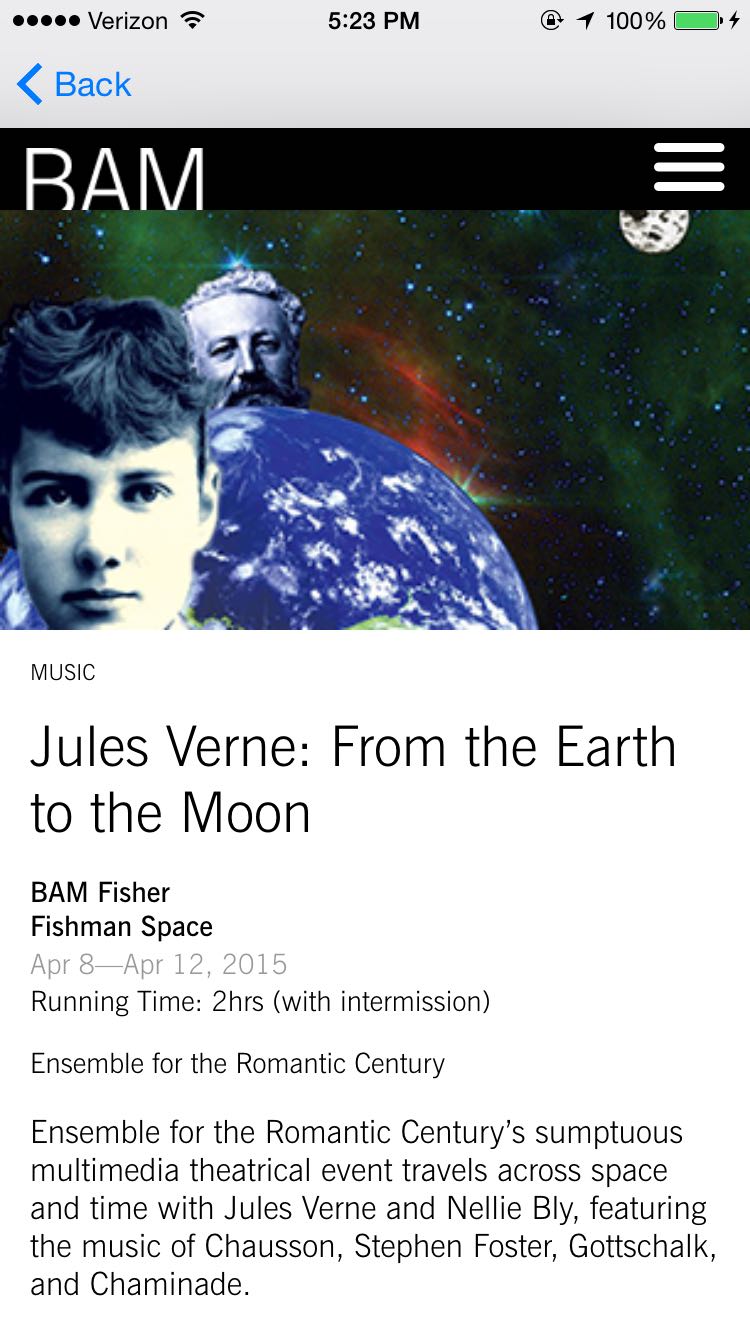 Verizon 5:23 PM 100%
Back
BAM
MUSIC
Jules Verne: From the Earth
to the Moon
BAM Fisher
Fishman Space
Apr 8—Apr 12, 2015
Running Time: 2hrs (with intermission)
Ensemble for the Romantic Century
Ensemble for the Romantic Century’s sumptuous
multimedia theatrical event travels across space
and time with Jules Verne and Nellie Bly, featuring
the music of Chausson, Stephen Foster, Gottschalk,
and Chaminade.